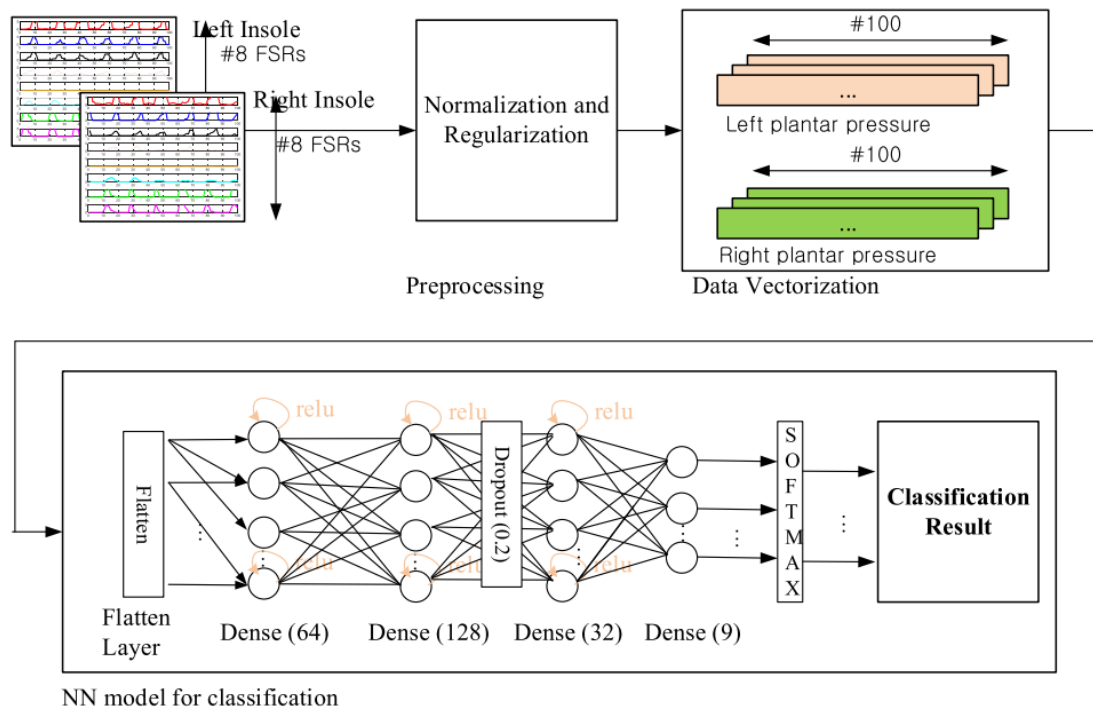 Left Insole
#8 FSRs
Right Insole
#8 FSRs
Normalization and
Regularization
#100
...
Left plantar pressure
#100
...
Right plantar pressure
Preprocessing
Data Vectorization
relu
relu
relu
Flatten
Dropout (0.2)
SOFTMAX
Classification
Result
relu
relu
relu
Flatten
Layer
Dense (64)
Dense (128)
Dense (32)
Dense (9)
NN model for classification